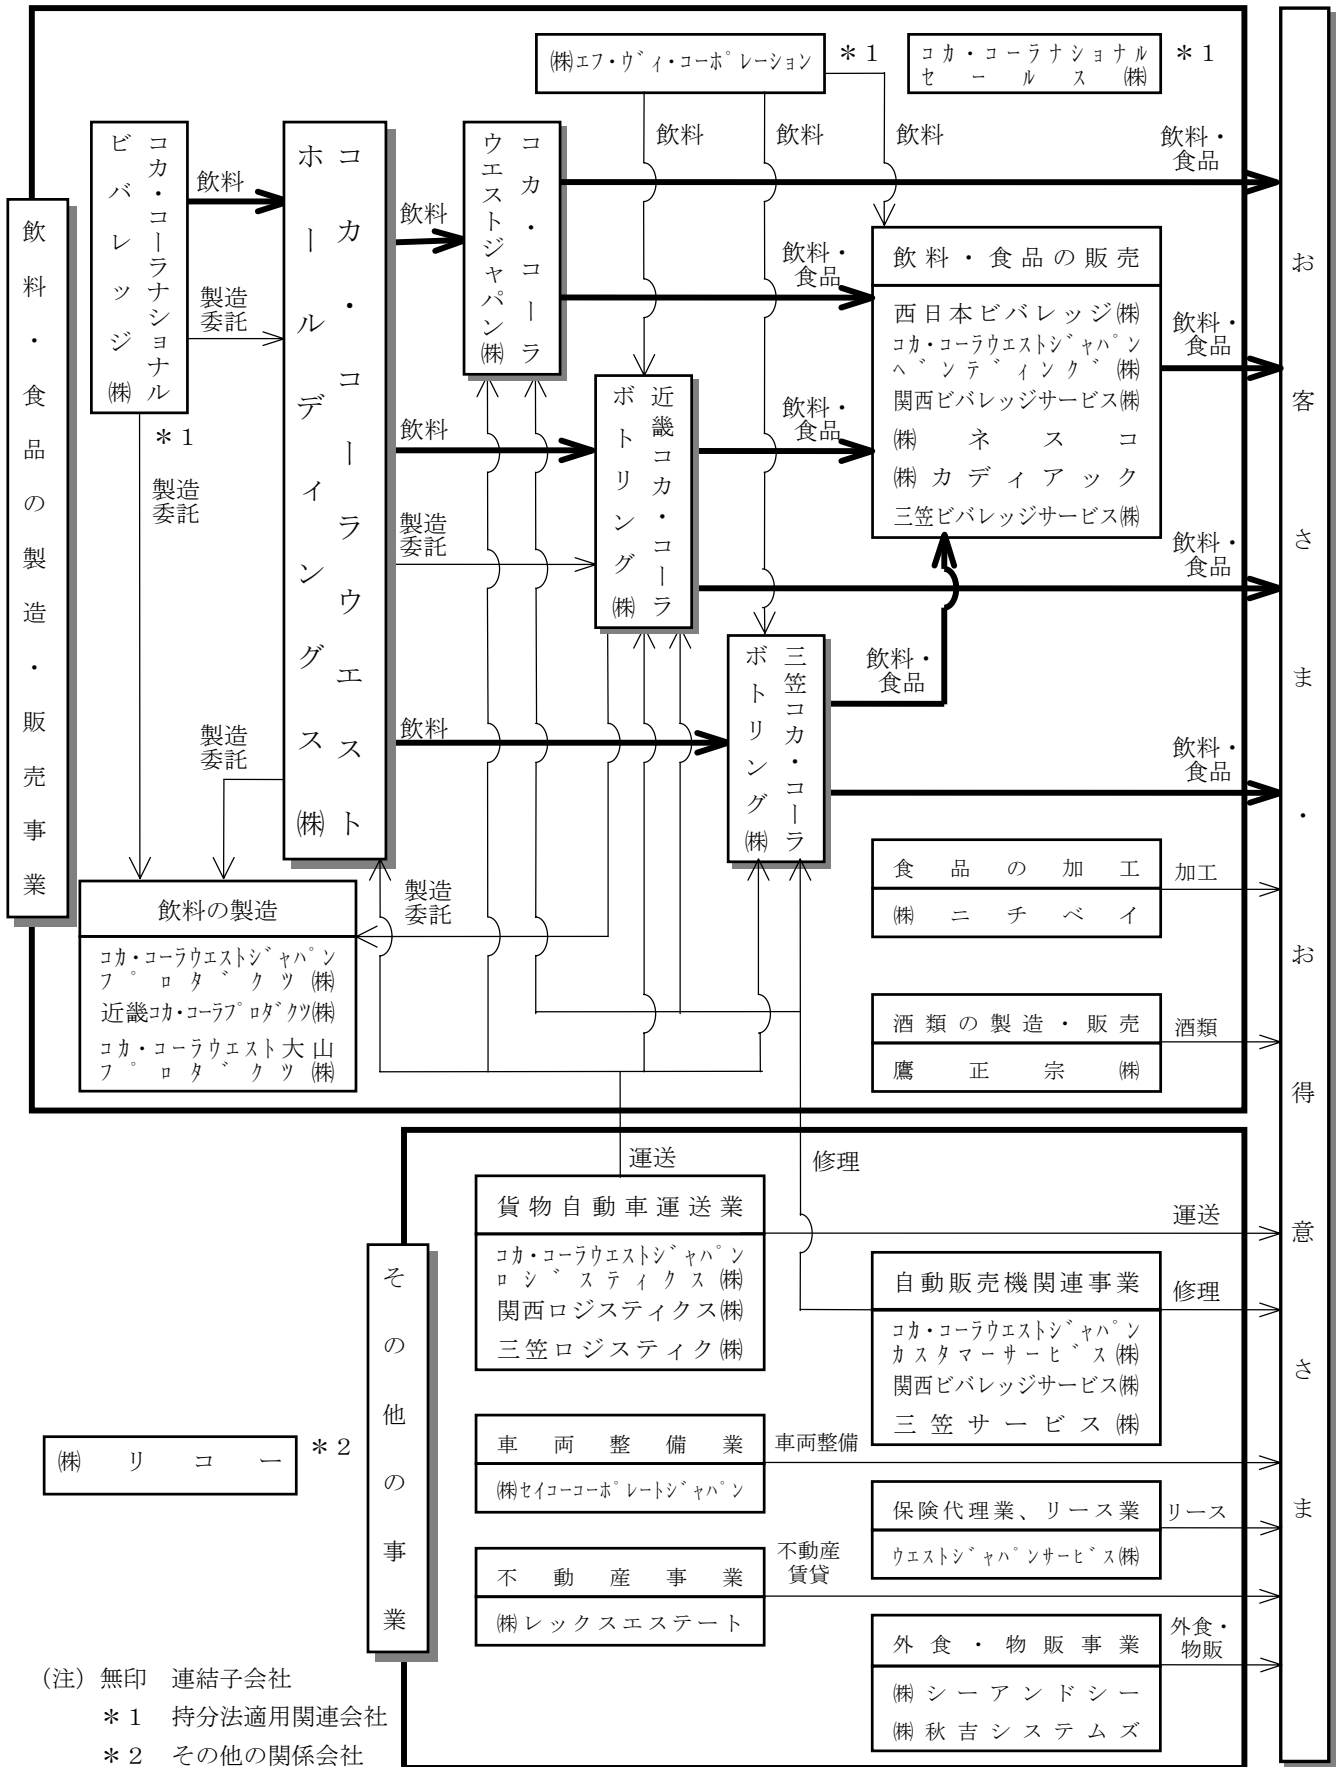 ㈱エフ・ヴィ・コーポレーション
＊１
コカ・コーラナショナル
セールス㈱
＊１
飲料・食品の製造・販売事業
コカ・コーラナショナル
ビバレッジ㈱
＊１
飲料
製造
委託
製造
委託
コカ・コーラウエスト
ホールディングス㈱
飲料
飲料
製造
委託
飲料
製造
委託
製造
委託
コカ・コーラ
ウエストジャパン㈱
近畿コカ・コーラ
ボトリング㈱
三笠コカ・コーラ
ボトリング㈱
飲料
飲料
飲料
飲料・
食品
飲料・
食品
飲料・
食品
飲料・
食品
飲料・
食品
飲料・
食品
飲料・
食品
飲料・食品の販売
西日本ビバレッジ㈱
コカ・コーラウエストジャパン
ベンディング㈱
関西ビバレッジサービス㈱
㈱ネスコ
㈱カディアック
三笠ビバレッジサービス㈱
飲料の製造
コカ・コーラウエストジャパン
プロダクツ㈱
近畿コカ・コーラプロダクツ㈱
コカ・コーラウエスト大山
プロダクツ㈱
食品の加工
㈱ニチベイ
加工
酒類の製造・販売
鷹正宗㈱
酒類
お客さま・お得意さま
その他の事業
運送
修理
貨物自動車運送業
コカ・コーラウエストジャパン
ロジスティクス㈱
関西ロジスティクス㈱
三笠ロジスティク㈱
運送
自動販売機関連事業
コカ・コーラウエストジャパン
カスタマーサービス㈱
関西ビバレッジサービス㈱
三笠サービス㈱
修理
車両整備業
㈱セイコーコーポレートジャパン
車両整備
保険代理業、リース業
ウエストジャパンサービス㈱
リース
不動産事業
㈱レックスエステート
不動産
賃貸
外食・物販事業
㈱シーアンドシー
㈱秋吉システムズ
外食・
物販
㈱リコー
＊２
(注) 無印 連結子会社
＊１ 持分法適用関連会社
＊２ その他の関係会社